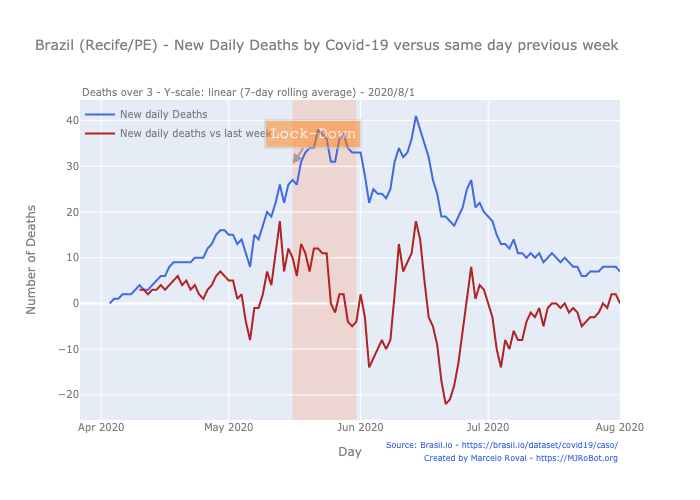 Brazil (Recife/PE) - New Daily Deaths by Covid-19 versus same day previous week
Deaths over 3 - Y-scale: linear (7-day rolling average) - 2020/8/1
New daily Deaths
New daily deaths vs last week
Lock-Down
40
30
20
10
0
−10
−20
Number of Deaths
Apr 2020
May 2020
Jun 2020
Jul 2020
Aug 2020
Day
Source: Brasil.io - https://brasil.io/dataset/covid19/caso/
Created by Marcelo Rovai - https://MJRoBot.org